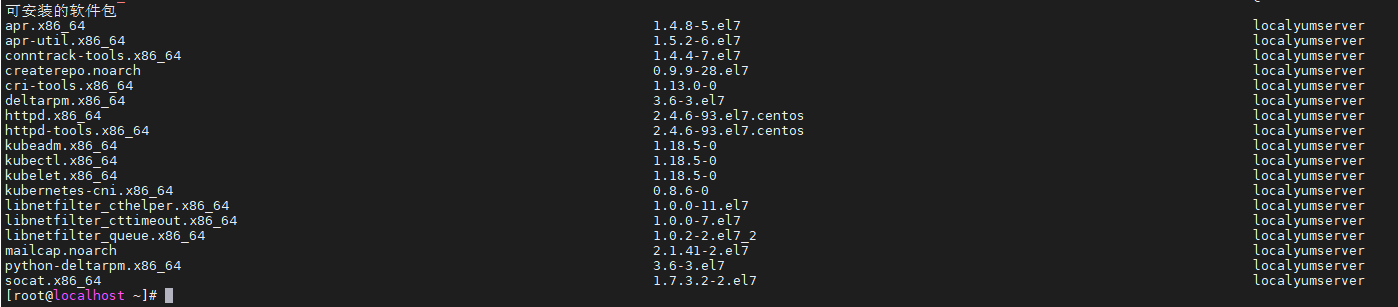 可安装的软件包
apr.x86_64 1.4.8-5.el7 localyumserver
apr-util.x86_64 1.5.2-6.el7 localyumserver
conntrack-tools.x86_64 1.4.4-7.el7 localyumserver
createrepo.noarch 0.9.9-28.el7 localyumserver
cri-tools.x86_64 1.13.0-0 localyumserver
deltarpm.x86_64 3.6-3.el7 localyumserver
httpd.x86_64 2.4.6-93.el7.centos localyumserver
httpd-tools.x86_64 2.4.6-93.el7.centos localyumserver
kubeadm.x86_64 1.18.5-0 localyumserver
kubectl.x86_64 1.18.5-0 localyumserver
kubelet.x86_64 1.18.5-0 localyumserver
kubernetes-cni.x86_64 0.8.6-0 localyumserver
libnetfilter_cthelper.x86_64 1.0.0-11.el7 localyumserver
libnetfilter_cttimeout.x86_64 1.0.0-7.el7 localyumserver
libnetfilter_queue.x86_64 1.0.2-2.el7_2 localyumserver
mailcap.noarch 2.1.41-2.el7 localyumserver
python-deltarpm.x86_64 3.6-3.el7 localyumserver
socat.x86_64 1.7.3.2-2.el7 localyumserver
[root@localhost ~]#